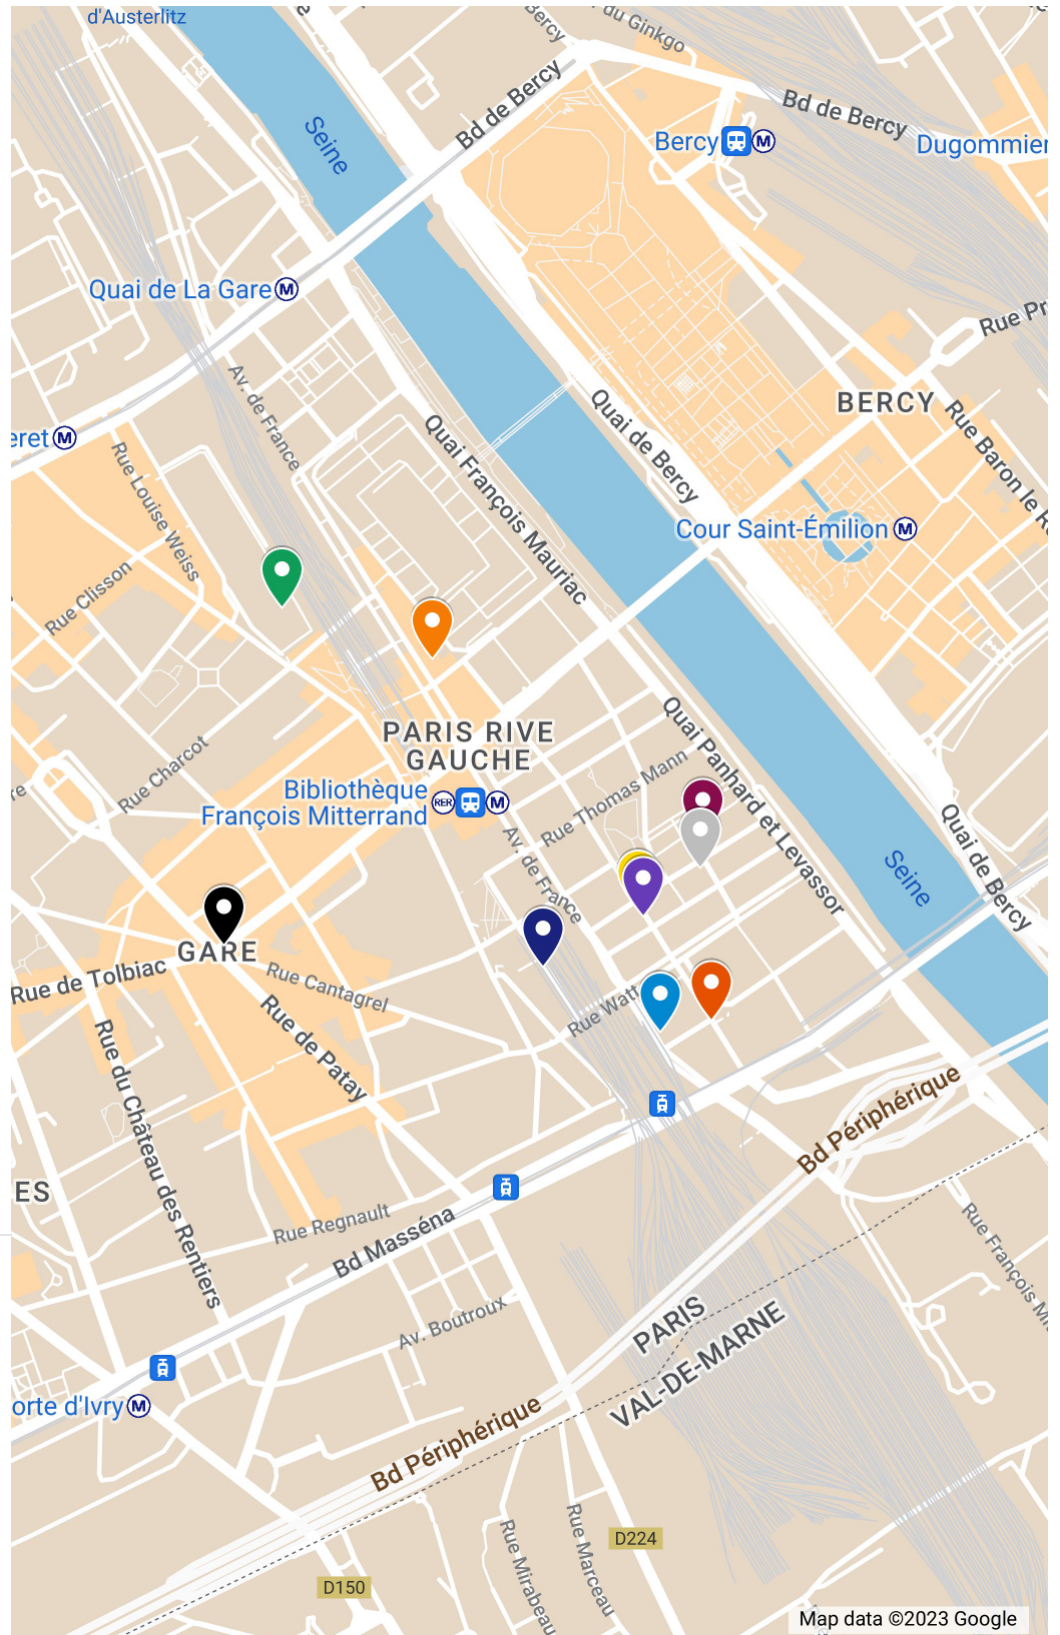 d'Austerlitz
Bercy
du Ginkgo
Bd de Bercy
Bd de Bercy
Seine
Bercy
M
Dugommier
Quai de La Gare
M
Rue Pr
Av. de France
BERCY
Quai de Bercy
Rue Baron le R
eret
M
Rue Louise Weiss
Quai François Mauriac
Cour Saint-Émilion
M
Rue Clisson
PARIS RIVE
GAUCHE
Quai Panhard et Levassor
Rue Charcot
re
Rue Thomas Mann
Bibliothèque
François Mitterrand
RER
M
Av. de France
Quai de Bercy
Seine
GARE
Rue de Tolbiac
Rue Cantagrel
Rue Watt
Rue de Patay
Rue du Château des Rentiers
Bd Périphérique
ES
Rue Regnault
Bd Masséna
Rue François Mi
Av. Boutroux
PARIS
VAL-DE-MARNE
orte d'Ivry
M
Bd Périphérique
Rue Mirabeau
Rue Marceau
D224
D150
Map data ©2023 Google